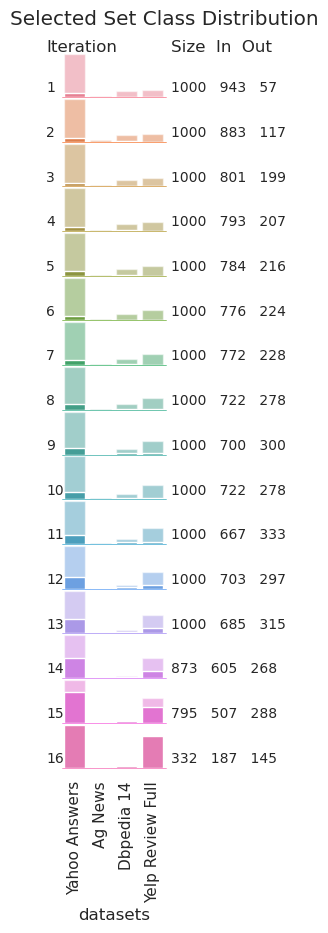 Selected Set Class Distribution
Iteration Size In Out
1 1000 943 57
2 1000 883 117
3 1000 801 199
4 1000 793 207
5 1000 784 216
6 1000 776 224
7 1000 772 228
8 1000 722 278
9 1000 700 300
10 1000 722 278
11 1000 667 333
12 1000 703 297
13 1000 685 315
14 873 605 268
15 795 507 288
16 332 187 145
Yahoo Answers
Ag News
Dbpedia 14
Yelp Review Full
datasets